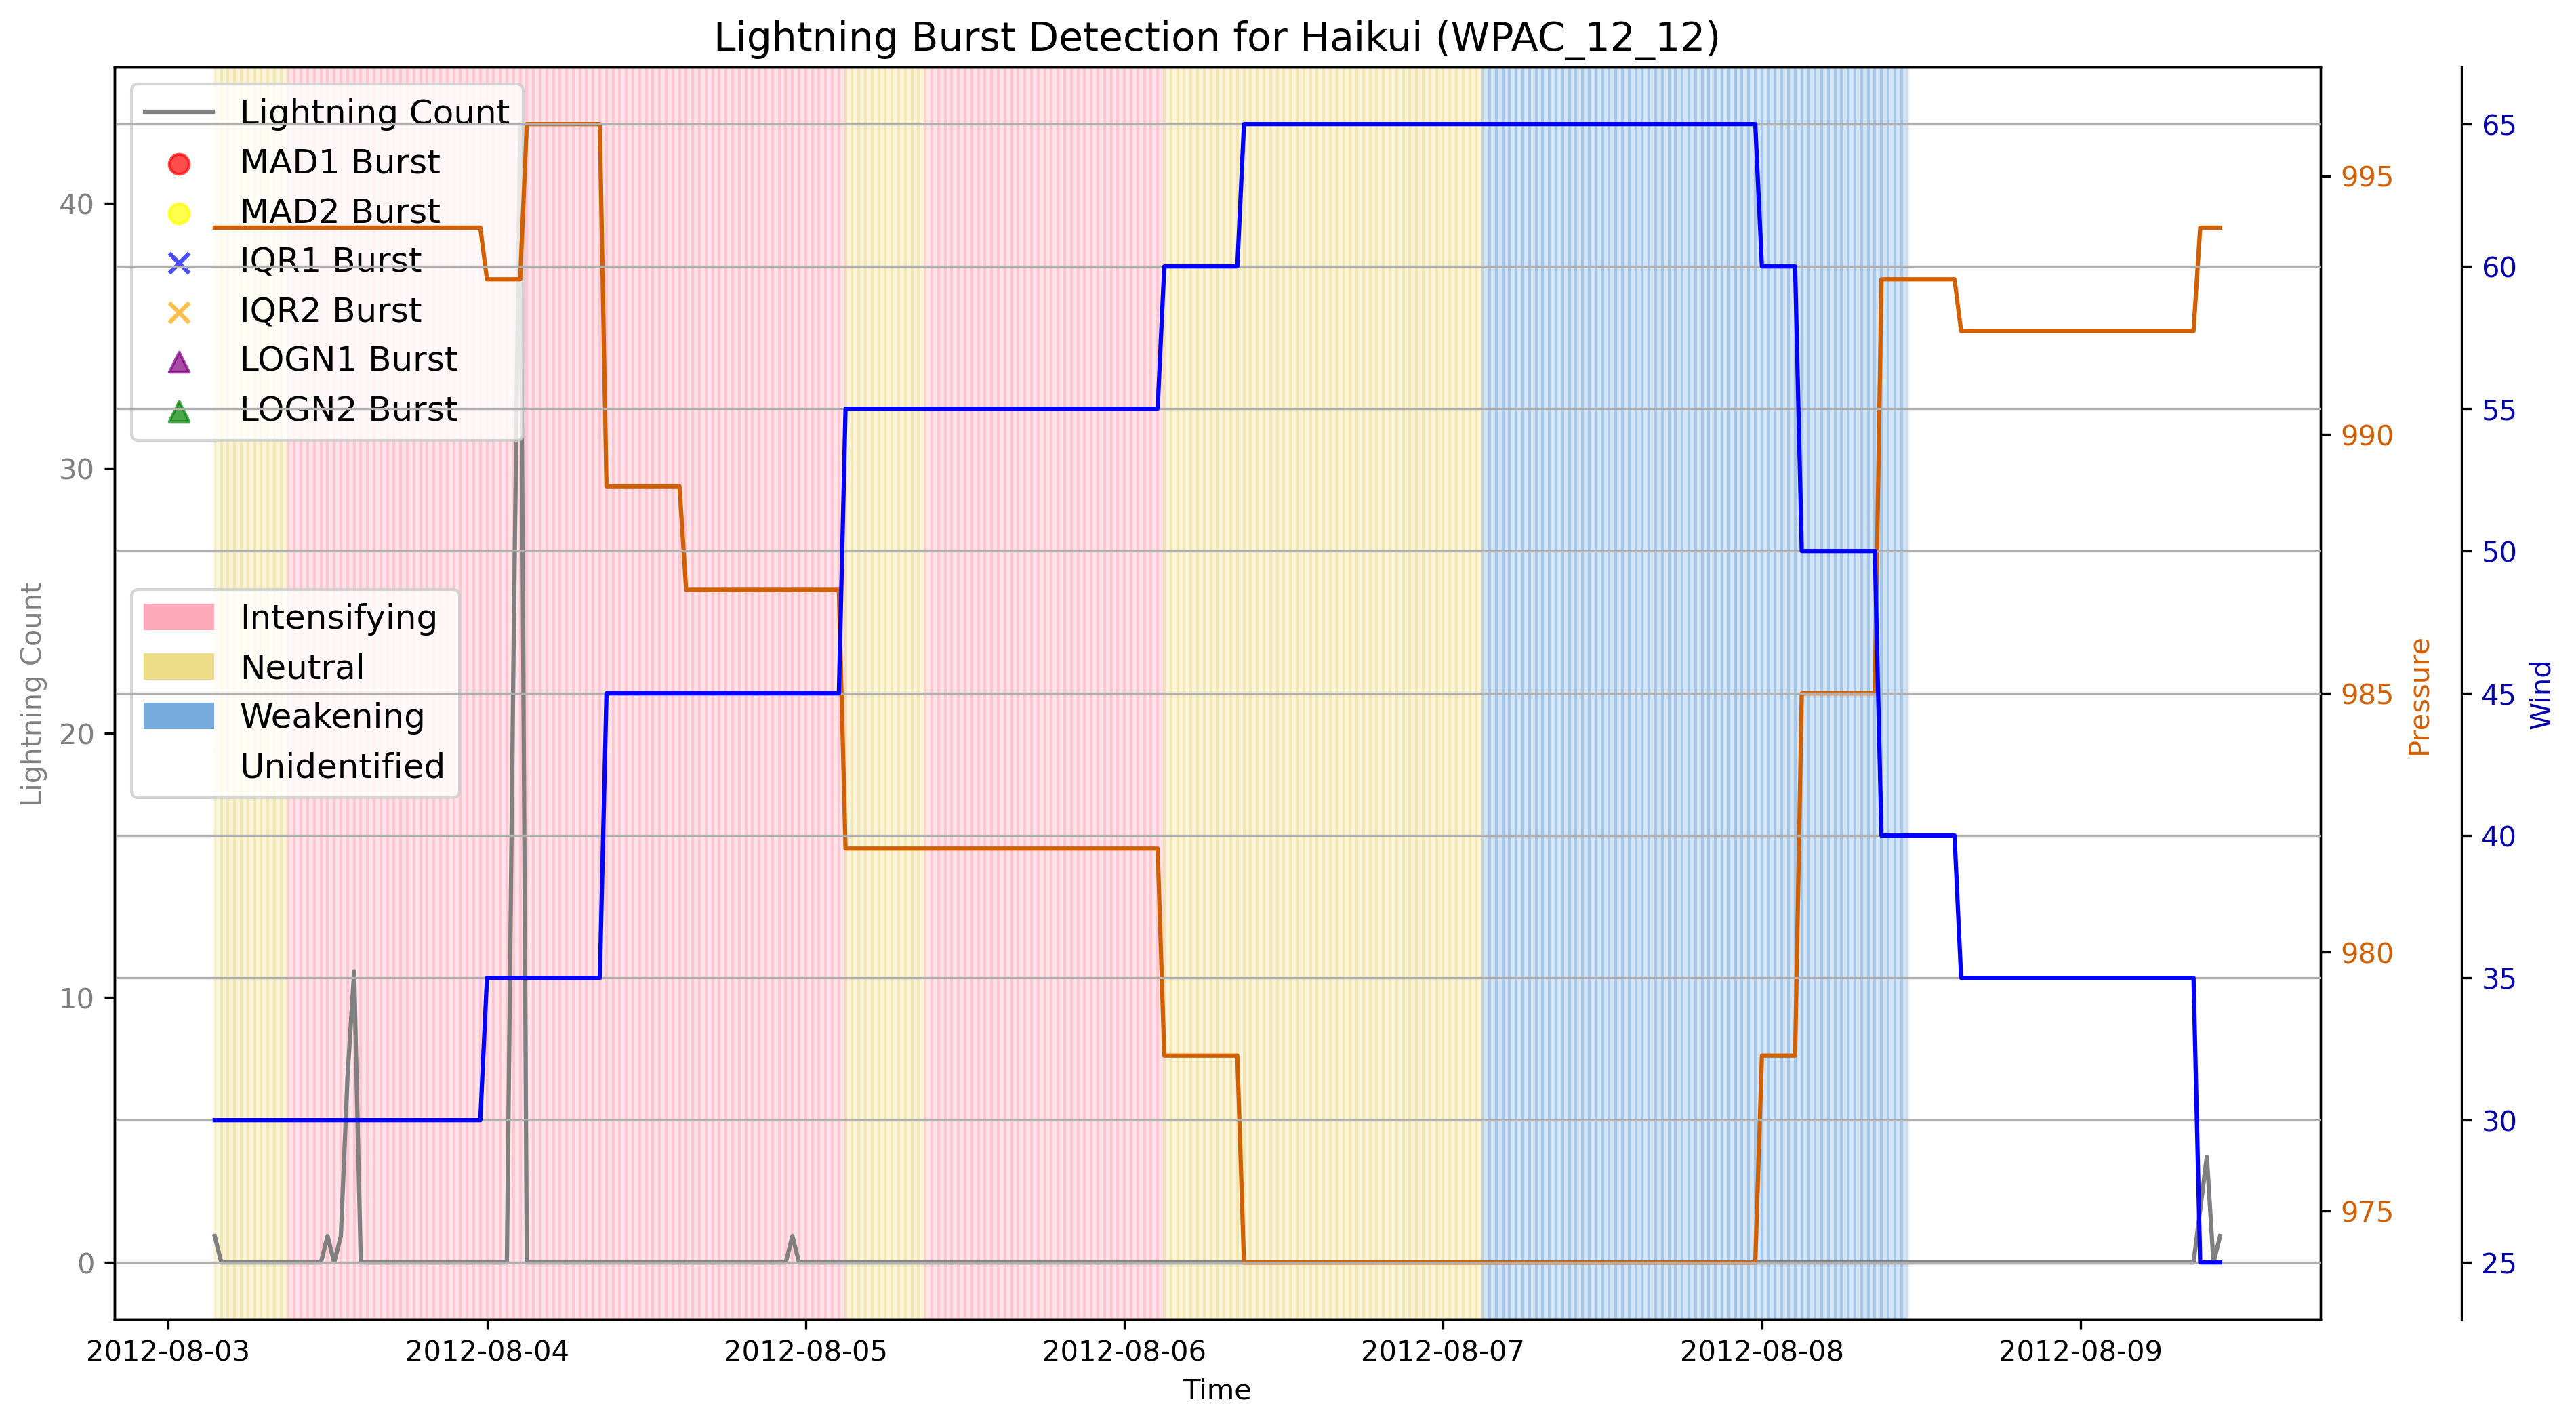 Lightning Burst Detection for Haikui (WPAC_12_12)
Lightning Count
MAD1 Burst
MAD2 Burst
IQR1 Burst
IQR2 Burst
LOGN1 Burst
LOGN2 Burst
Intensifying
Neutral
Weakening
Unidentified
Lightning Count
40
30
20
10
0
995
990
985
980
975
Pressure
65
60
55
50
45
40
35
30
25
Wind
2012-08-03
2012-08-04
2012-08-05
2012-08-06
2012-08-07
2012-08-08
2012-08-09
Time